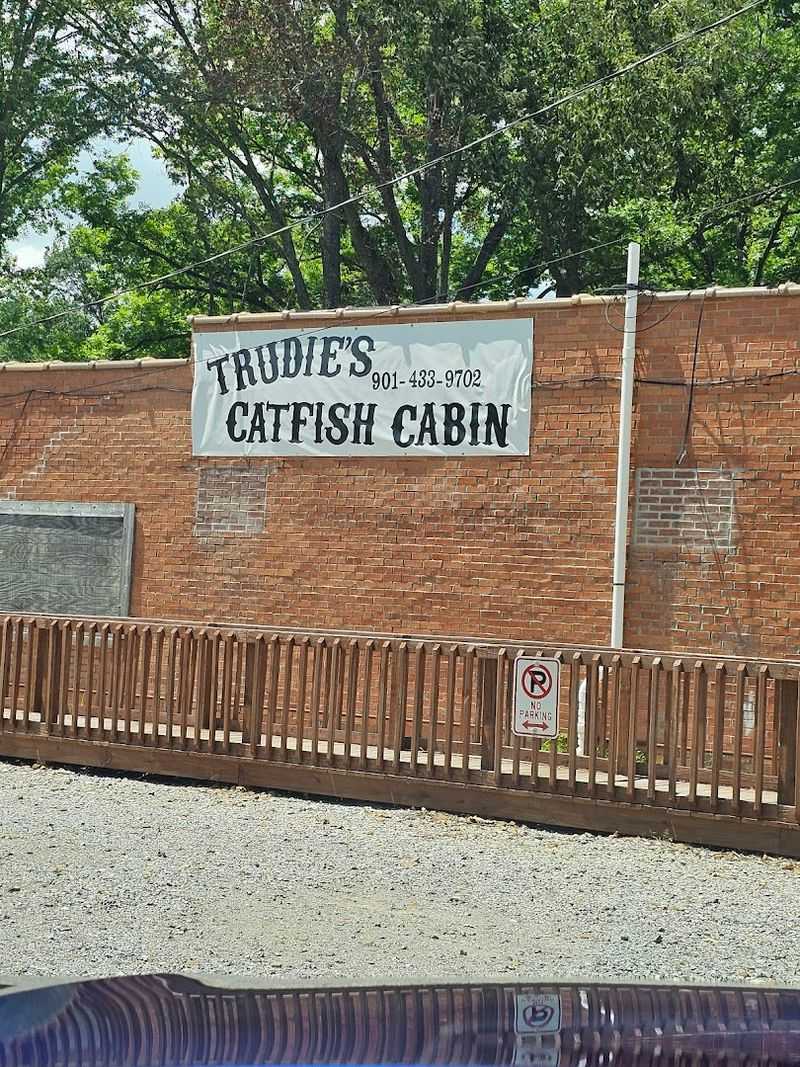 TRUDIE'S
901-433-9702
CATFISH CABIN
P
NO
PARKING